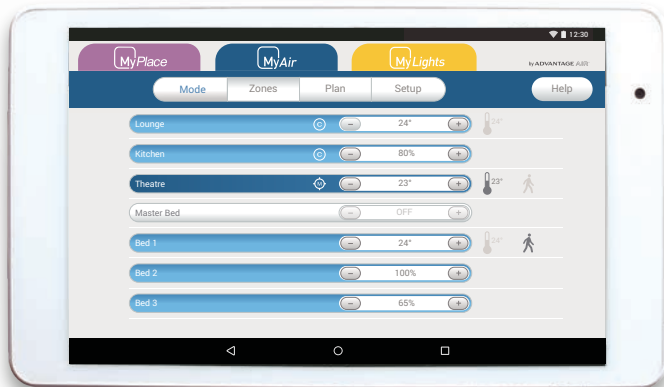 12:30
MyPlace MyAir MyLights by ADVANTAGE AIR
Mode Zones Plan Setup Help
Lounge C − 24° + 24°
Kitchen C − 80% +
Theatre M − 23° + 23°
Master Bed − OFF +
Bed 1 − 24° + 24°
Bed 2 − 100% +
Bed 3 − 65% +